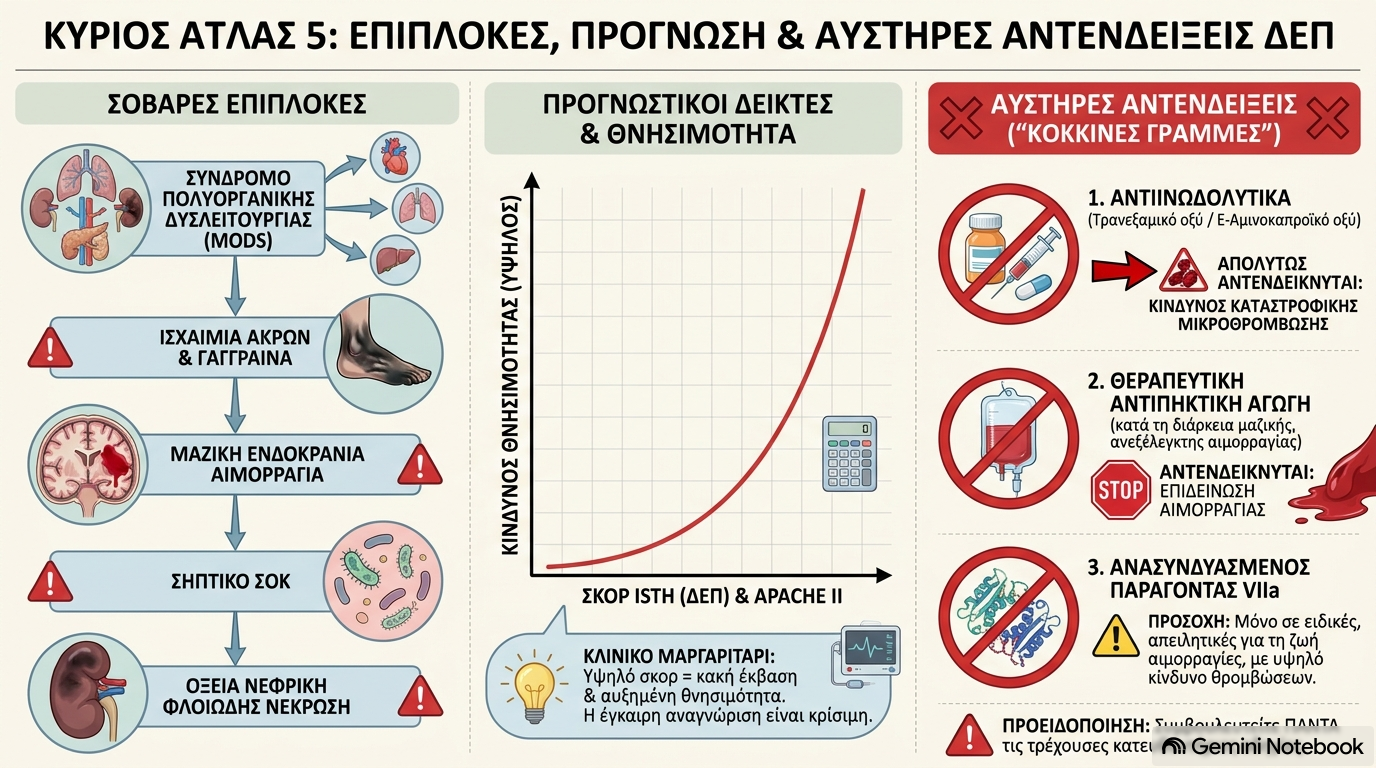 ΚΥΡΙΟΣ ΑΤΛΑΣ 5: ΕΠΙΠΛΟΚΕΣ, ΠΡΟΓΝΩΣΗ & ΑΥΣΤΗΡΕΣ ΑΝΤΕΝΔΕΙΞΕΙΣ ΔΕΠ
ΣΟΒΑΡΕΣ ΕΠΙΠΛΟΚΕΣ
ΣΥΝΔΡΟΜΟ
ΠΟΛΥΟΡΓΑΝΙΚΗΣ
ΔΥΣΛΕΙΤΟΥΡΓΙΑΣ
(MODS)
ΙΣΧΑΙΜΙΑ ΑΚΡΩΝ
& ΓΑΓΓΡΑΙΝΑ
ΜΑΖΙΚΗ ΕΝΔΟΚΡΑΝΙΑ
ΑΙΜΟΡΡΑΓΙΑ
ΣΗΠΤΙΚΟ ΣΟΚ
ΟΞΕΙΑ ΝΕΦΡΙΚΗ
ΦΛΟΙΩΔΗΣ ΝΕΚΡΩΣΗ
ΠΡΟΓΝΩΣΤΙΚΟΙ ΔΕΙΚΤΕΣ
& ΘΝΗΣΙΜΟΤΗΤΑ
ΚΙΝΔΥΝΟΣ ΘΝΗΣΙΜΟΤΗΤΑΣ (ΥΨΗΛΟΣ)
0
ΣΚΟΡ ISTH (ΔΕΠ) & APACHE II
ΚΛΙΝΙΚΟ ΜΑΡΓΑΡΙΤΑΡΙ:
Υψηλό σκορ = κακή έκβαση
& αυξημένη θνησιμότητα.
Η έγκαιρη αναγνώριση είναι κρίσιμη.
ΑΥΣΤΗΡΕΣ ΑΝΤΕΝΔΕΙΞΕΙΣ
("ΚΟΚΚΙΝΕΣ ΓΡΑΜΜΕΣ")
1. ΑΝΤΙΙΝΩΔΟΛΥΤΙΚΑ
(Τρανεξαμικό οξύ / Ε-Αμινοκαπροϊκό οξύ)
ΑΠΟΛΥΤΩΣ
ΑΝΤΕΝΔΕΙΚΝΥΤΑΙ:
ΚΙΝΔΥΝΟΣ ΚΑΤΑΣΤΡΟΦΙΚΗΣ
ΜΙΚΡΟΘΡΟΜΒΩΣΗΣ
2. ΘΕΡΑΠΕΥΤΙΚΗ
ΑΝΤΙΠΗΚΤΙΚΗ ΑΓΩΓΗ
(κατά τη διάρκεια μαζικής,
ανεξέλεγκτης αιμορραγίας)
STOP
ΑΝΤΕΝΔΕΙΚΝΥΤΑΙ:
ΕΠΙΔΕΙΝΩΣΗ
ΑΙΜΟΡΡΑΓΙΑΣ
3. ΑΝΑΣΥΝΔΥΑΣΜΕΝΟΣ
ΠΑΡΑΓΟΝΤΑΣ VIIa
ΠΡΟΣΟΧΗ: Μόνο σε ειδικές,
απειλητικές για τη ζωή
αιμορραγίες, με υψηλό
κίνδυνο θρομβώσεων.
ΠΡΟΕΙΔΟΠΟΙΗΣΗ: Συμβουλευτείτε ΠΑΝΤΑ
τις τρέχουσες
Gemini Notebook